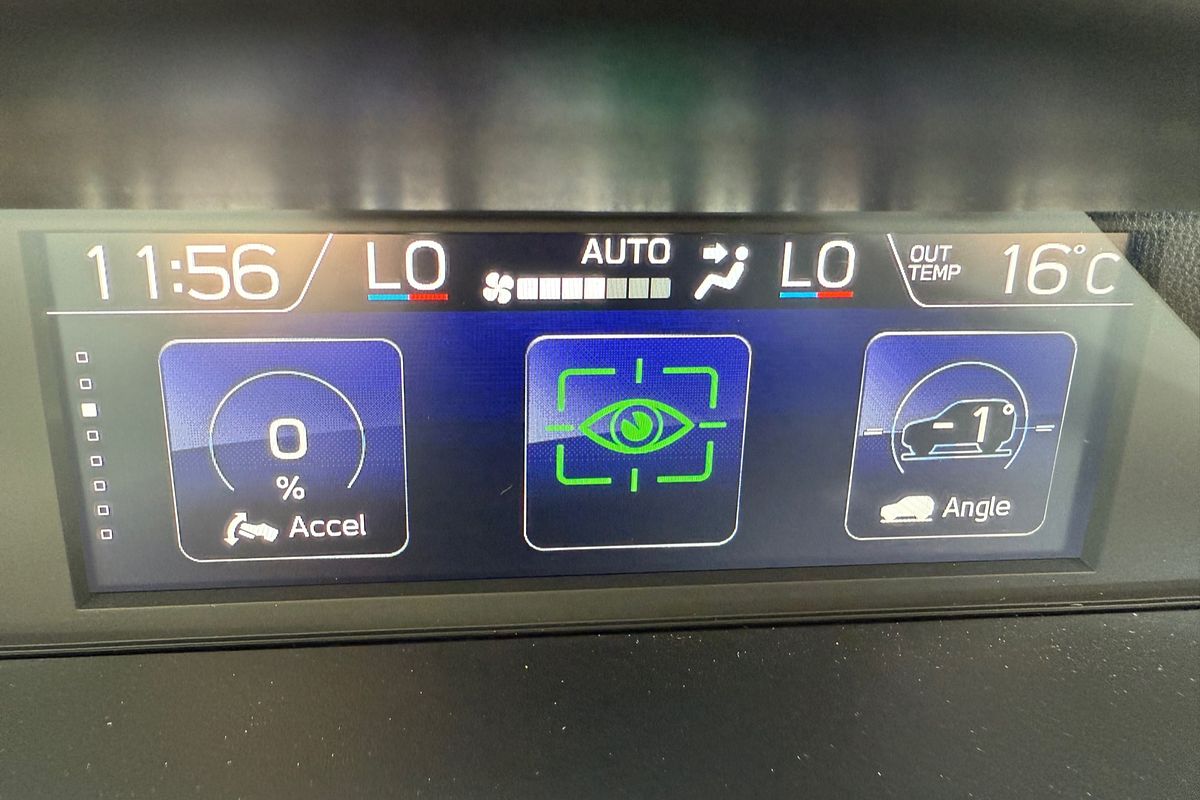 11:56
LO
AUTO
LO
OUT
TEMP
16°C
0
%
Accel
-1°
Angle